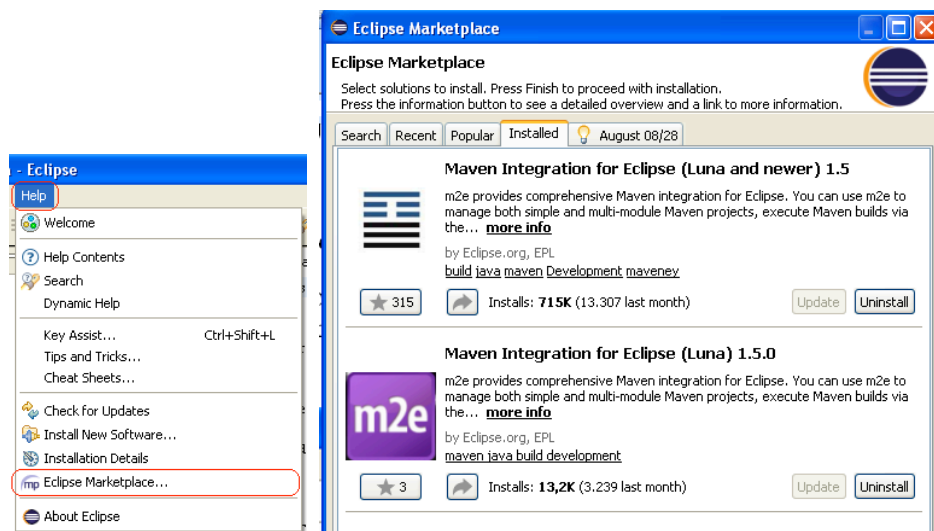 - Eclipse
Help
Welcome
Help Contents
Search
Dynamic Help
Key Assist... Ctrl+Shift+L
Tips and Tricks...
Cheat Sheets...
Check for Updates
Install New Software...
Installation Details
mp Eclipse Marketplace...
About Eclipse
Eclipse Marketplace
Eclipse Marketplace
Select solutions to install. Press Finish to proceed with installation.
Press the information button to see a detailed overview and a link to more information.
Search Recent Popular Installed August 08/28
Maven Integration for Eclipse (Luna and newer) 1.5
m2e provides comprehensive Maven integration for Eclipse. You can use m2e to
manage both simple and multi-module Maven projects, execute Maven builds via
the... more info
by Eclipse.org, EPL
build java maven Development maveney
315 Installs: 715K (13.307 last month) Update Uninstall
Maven Integration for Eclipse (Luna) 1.5.0
m2e
m2e provides comprehensive Maven integration for Eclipse. You can use m2e to
manage both simple and multi-module Maven projects, execute Maven builds via
the... more info
by Eclipse.org, EPL
maven java build development
3 Installs: 13,2K (3.239 last month) Update Uninstall